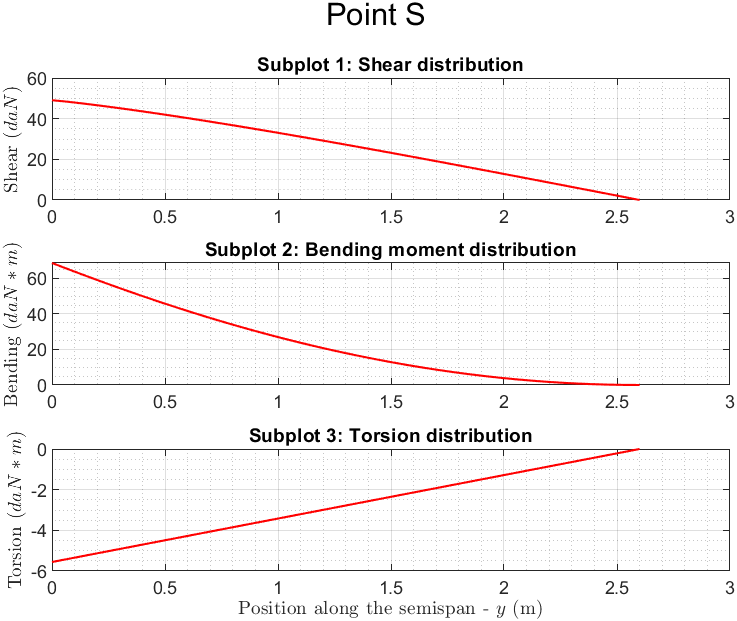 Point S
Subplot 1: Shear distribution
Shear (daN)
60
40
20
0
0 0.5 1 1.5 2 2.5 3
Subplot 2: Bending moment distribution
Bending (daN * m)
60
40
20
0
0 0.5 1 1.5 2 2.5 3
Subplot 3: Torsion distribution
Torsion (daN * m)
0
-2
-4
-6
0 0.5 1 1.5 2 2.5 3
Position along the semispan - y (m)